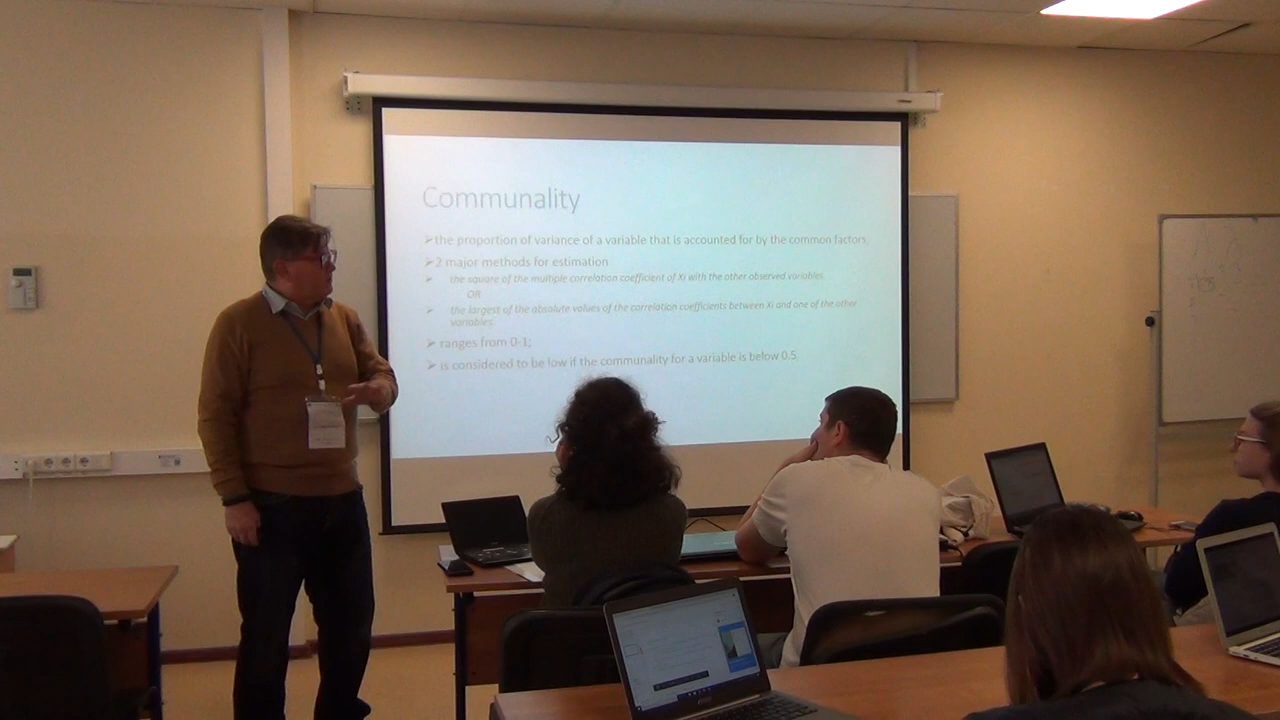 Communality
➢the proportion of variance of a variable that is accounted for by the common factors.
➢2 major methods for estimation
➢ the square of the multiple correlation coefficient of Xi with the other observed variables
OR
➢ the largest of the absolute values of the correlation coefficients between Xi and one of the other
variables.
➢ ranges from 0-1;
➢ is considered to be low if the communality for a variable is below 0.5.